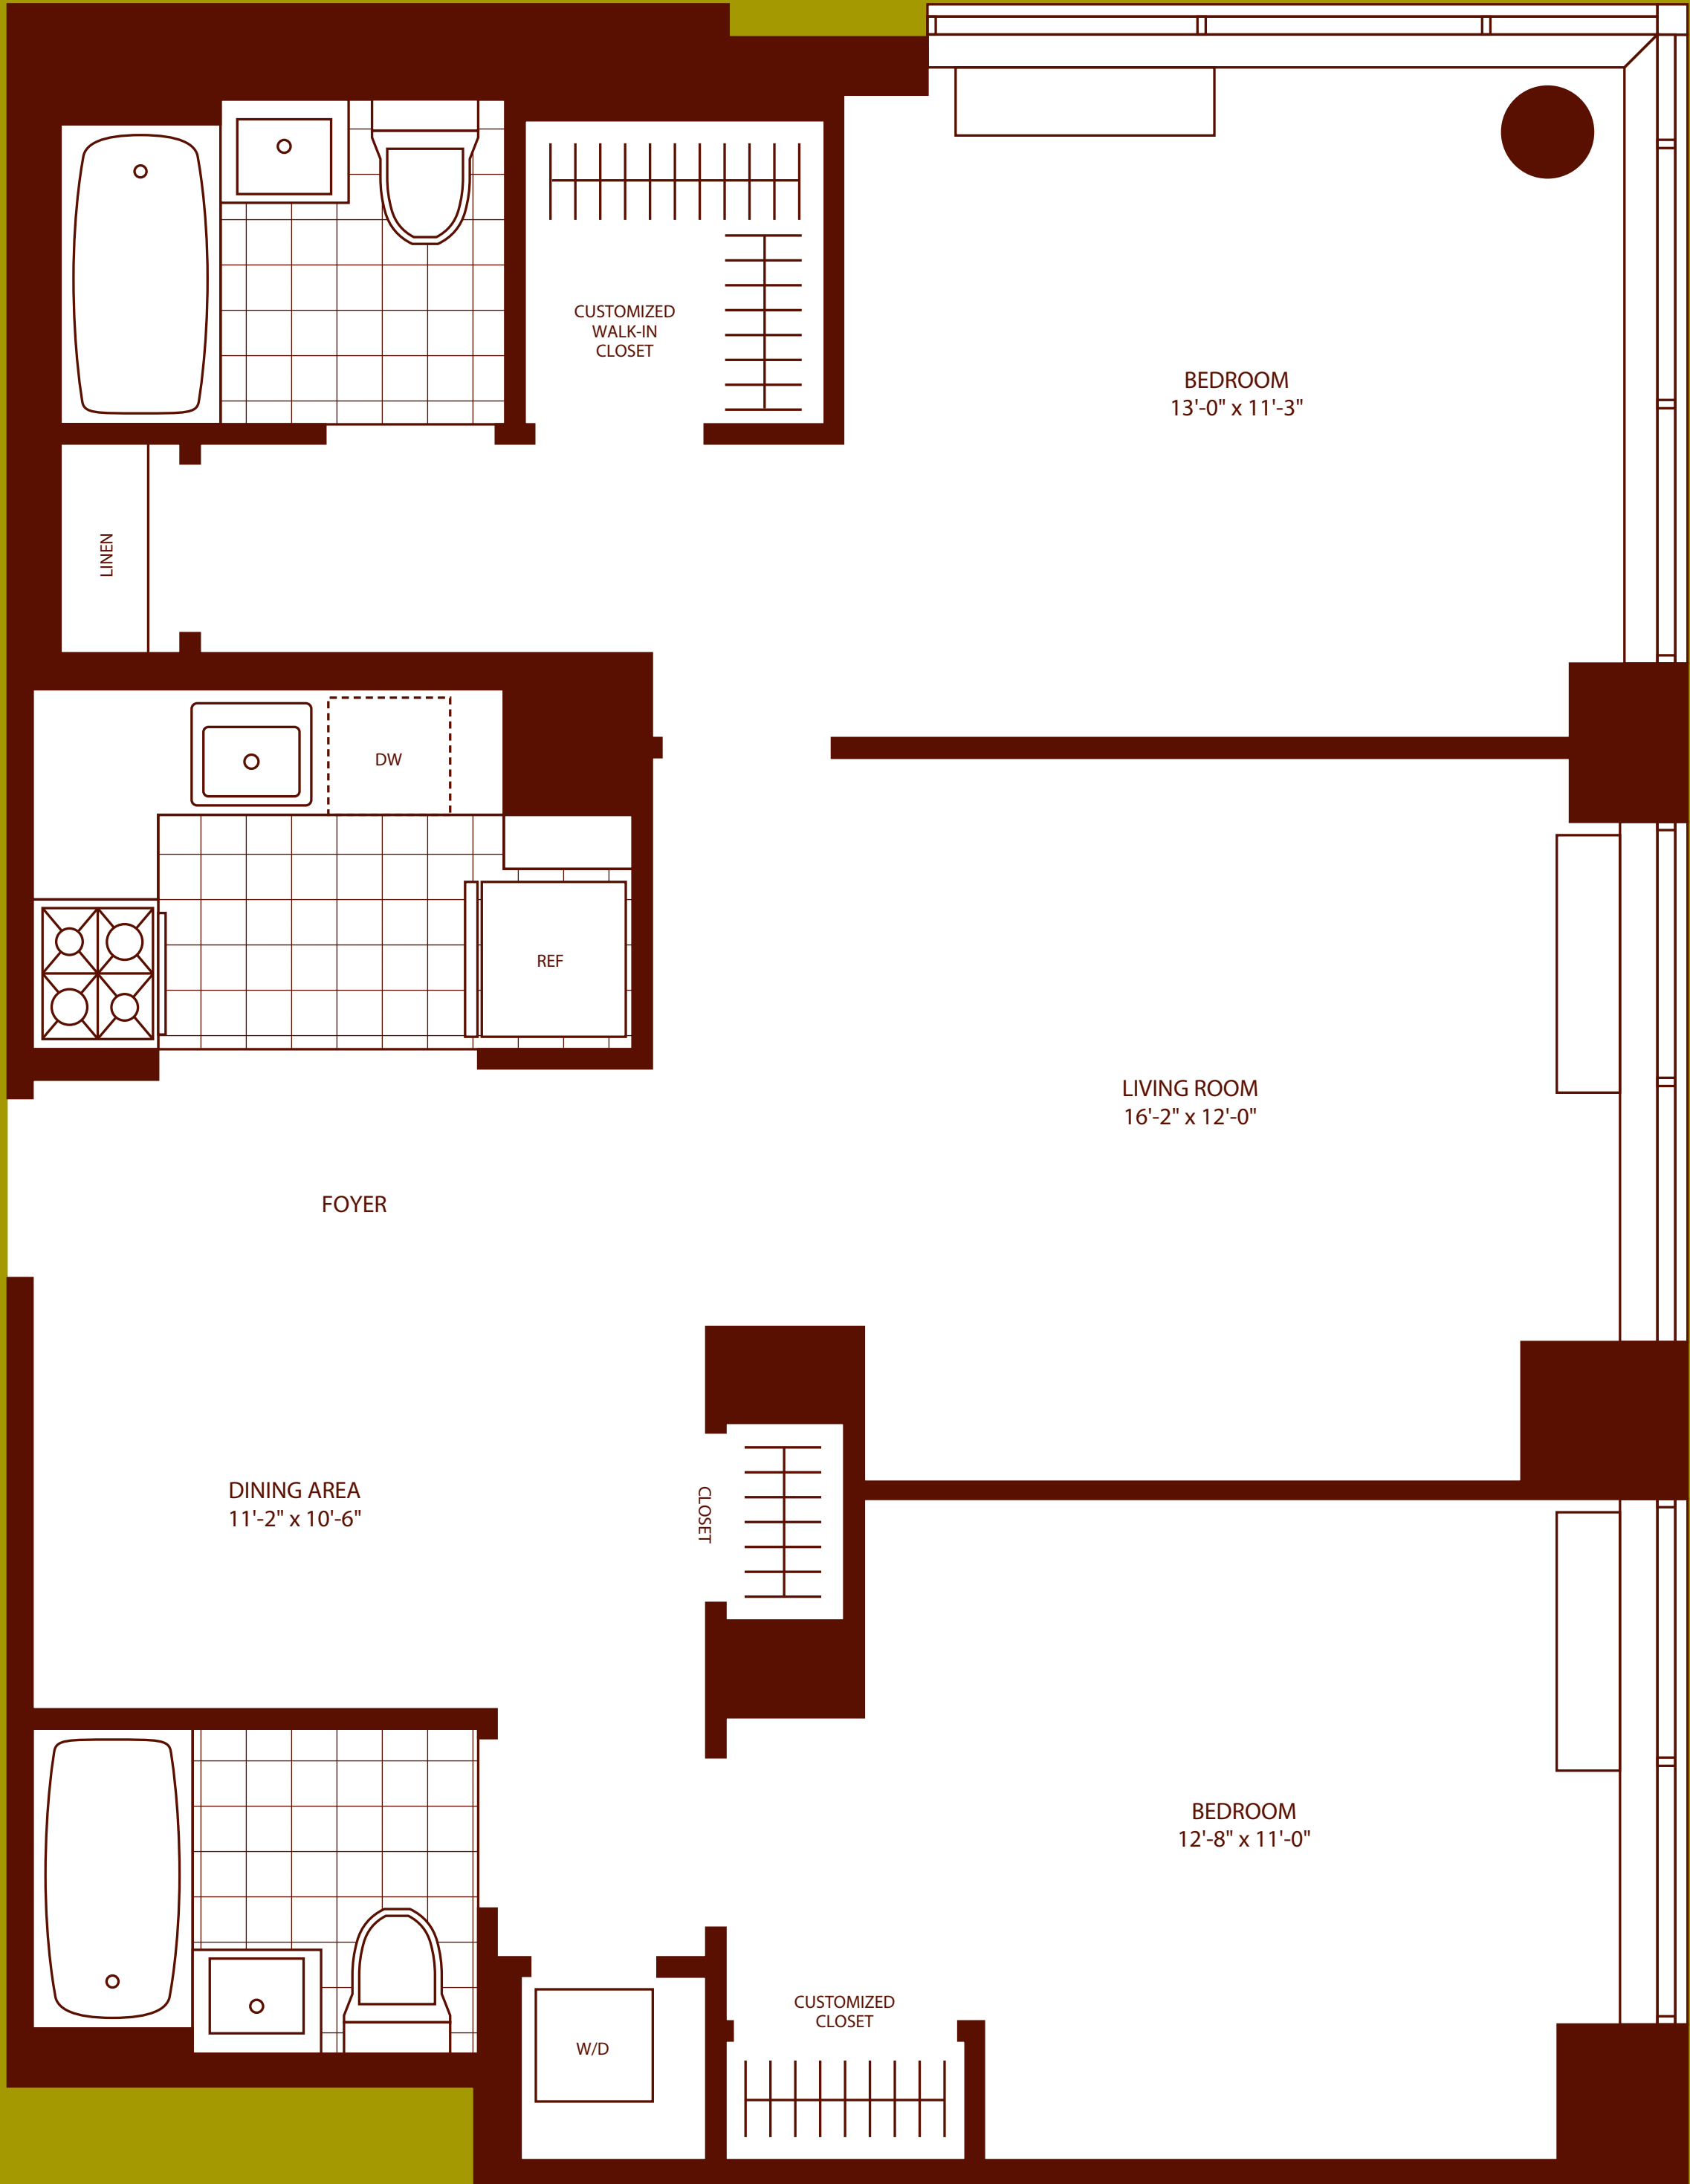 CUSTOMIZED
WALK-IN
CLOSET
BEDROOM
13'-0" x 11'-3"
LINEN
DW
REF
LIVING ROOM
16'-2" x 12'-0"
FOYER
DINING AREA
11'-2" x 10'-6"
CLOSET
BEDROOM
12'-8" x 11'-0"
CUSTOMIZED
CLOSET
W/D